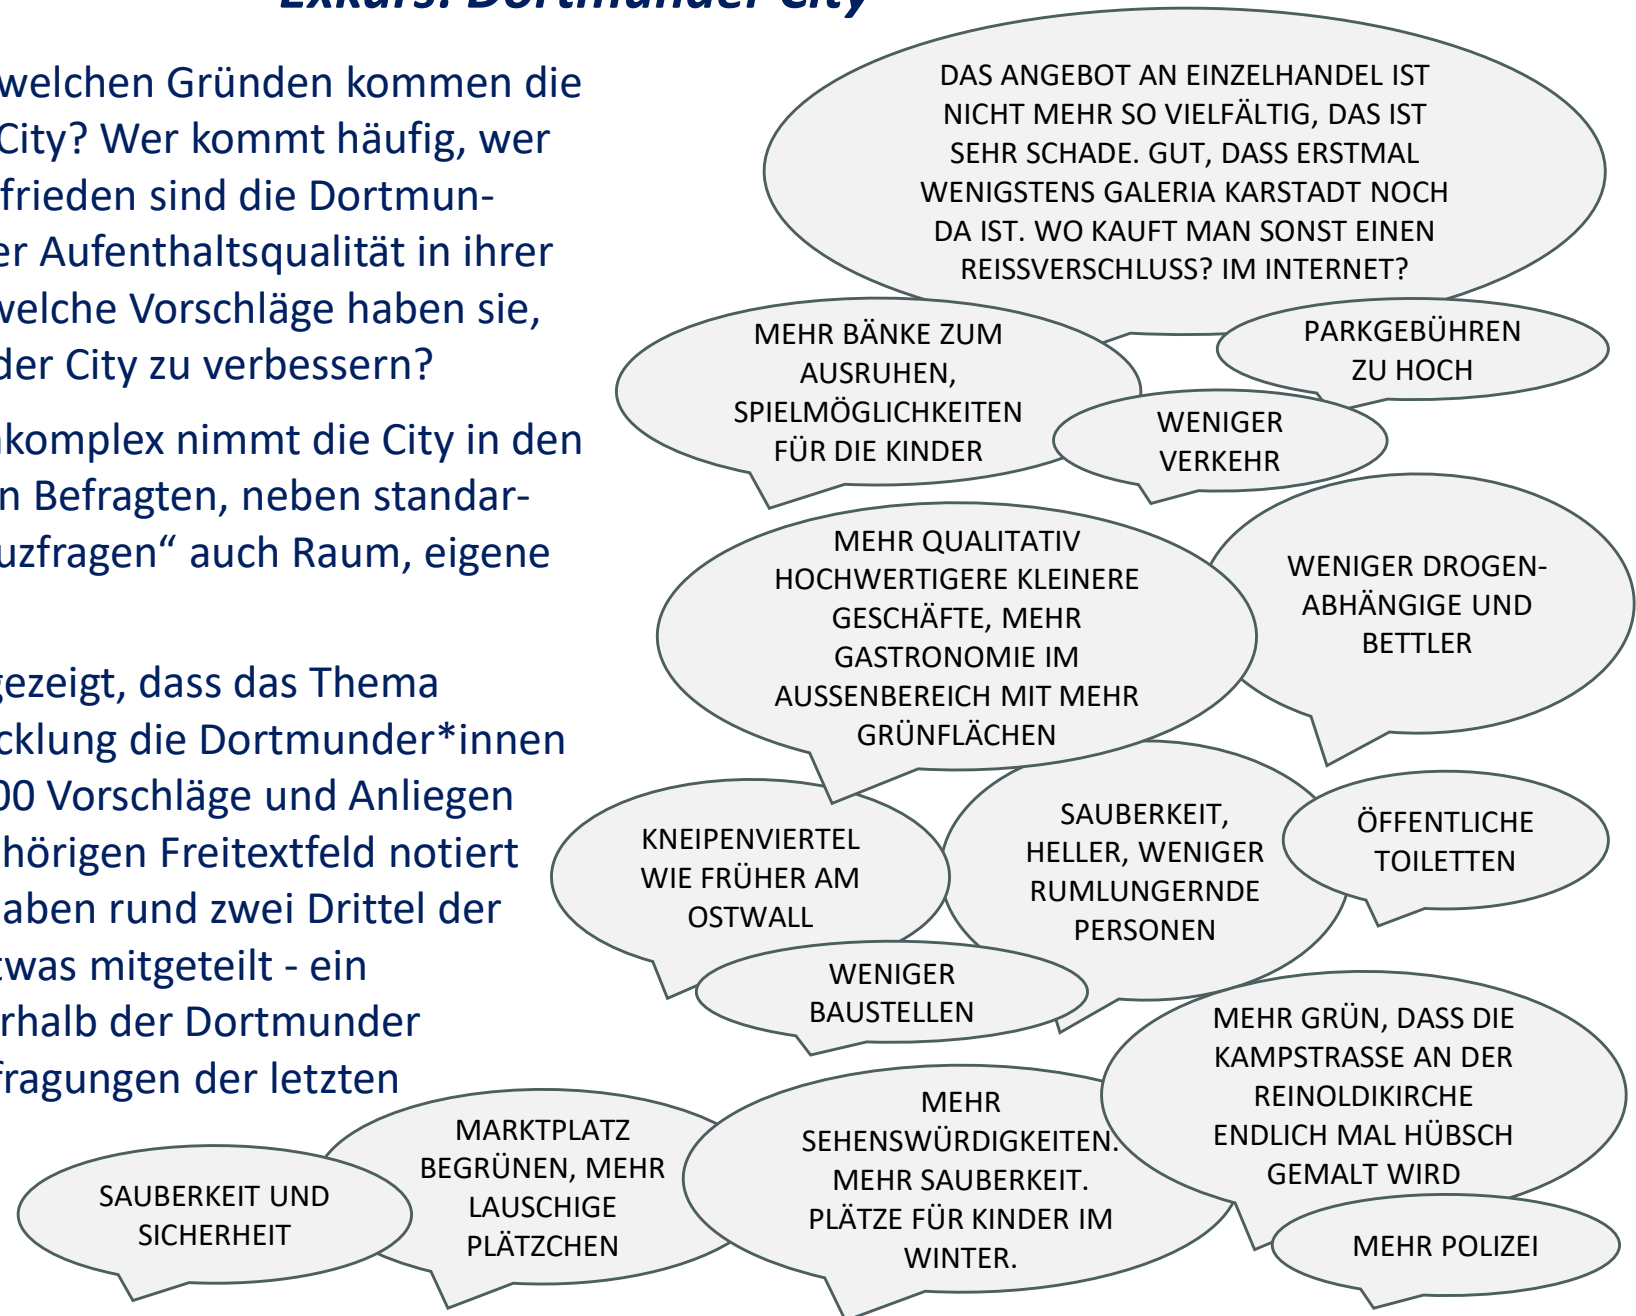 Exkurs: Dortmunder City
welchen Gründen kommen die
City? Wer kommt häufig, wer
frieden sind die Dortmun-
er Aufenthaltsqualität in ihrer
welche Vorschläge haben sie,
der City zu verbessern?
nkomplex nimmt die City in den
n Befragten, neben standar-
uzfragen“ auch Raum, eigene
gezeigt, dass das Thema
cklung die Dortmunder*innen
00 Vorschläge und Anliegen
hörigen Freitextfeld notiert
aben rund zwei Drittel der
twas mitgeteilt - ein
rhalb der Dortmunder
fragungen der letzten
DAS ANGEBOT AN EINZELHANDEL IST
NICHT MEHR SO VIELFÄLTIG, DAS IST
SEHR SCHADE. GUT, DASS ERSTMAL
WENIGSTENS GALERIA KARSTADT NOCH
DA IST. WO KAUFT MAN SONST EINEN
REISSVERSCHLUSS? IM INTERNET?
MEHR BÄNKE ZUM
AUSRUHEN,
SPIELMÖGLICHKEITEN
FÜR DIE KINDER
PARKGEBÜHREN
ZU HOCH
WENIGER
VERKEHR
MEHR QUALITATIV
HOCHWERTIGERE KLEINERE
GESCHÄFTE, MEHR
GASTRONOMIE IM
AUSSENBEREICH MIT MEHR
GRÜNFLÄCHEN
WENIGER DROGEN-
ABHÄNGIGE UND
BETTLER
KNEIPENVIERTEL
WIE FRÜHER AM
OSTWALL
SAUBERKEIT,
HELLER, WENIGER
RUMLUNGERNDE
PERSONEN
ÖFFENTLICHE
TOILETTEN
WENIGER
BAUSTELLEN
MEHR GRÜN, DASS DIE
KAMPSTRASSE AN DER
REINOLDIKIRCHE
ENDLICH MAL HÜBSCH
GEMALT WIRD
MARKTPLATZ
BEGRÜNEN, MEHR
LAUSCHIGE
PLÄTZCHEN
MEHR
SEHENSWÜRDIGKEITEN.
MEHR SAUBERKEIT.
PLÄTZE FÜR KINDER IM
WINTER.
SAUBERKEIT UND
SICHERHEIT
MEHR POLIZEI